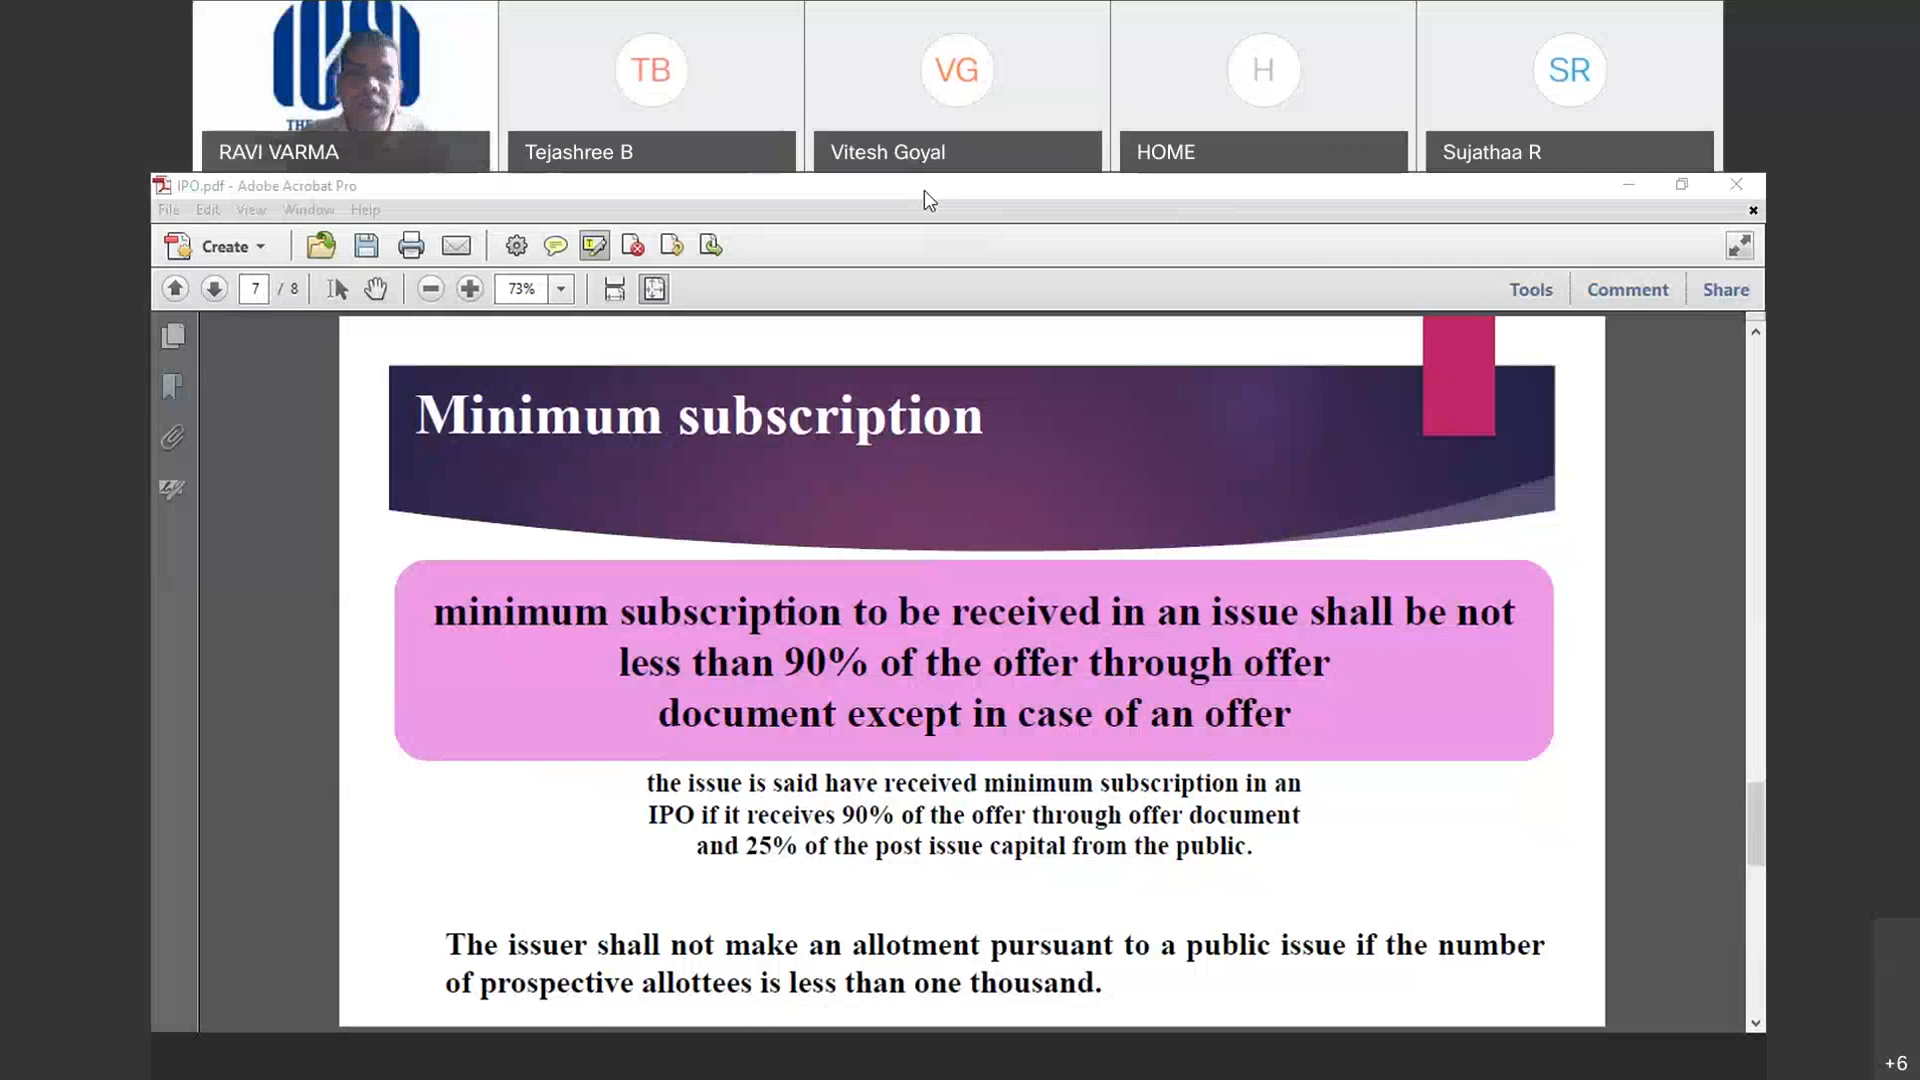 THE
TB
VG
H
SR
RAVI VARMA
Tejashree B
Vitesh Goyal
HOME
Sujathaa R
IPO.pdf - Adobe Acrobat Pro
File Edit View Window Help
Create
7 / 8
73%
Tools Comment Share
Minimum subscription
minimum subscription to be received in an issue shall be not
less than 90% of the offer through offer
document except in case of an offer
the issue is said have received minimum subscription in an
IPO if it receives 90% of the offer through offer document
and 25% of the post issue capital from the public.
The issuer shall not make an allotment pursuant to a public issue if the number
of prospective allottees is less than one thousand.
+6